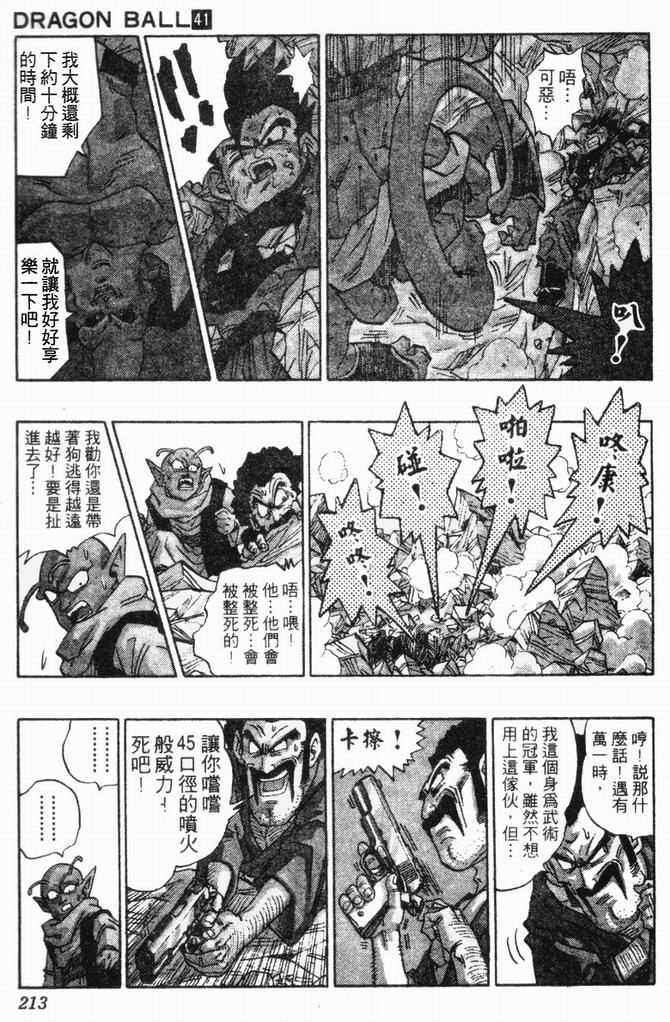 DRAGON BALL 41
唔…
可惡…
叭！
我大概還剩
下約十分鐘
的時間！
就讓我好好享
樂一下吧！
咚庚！
啪啦！
碰！
咚咚！
唔…喂！
他…他們會
被整死…會
被整死的！
我勸你還是帶
著狗逃得越遠
越好！要是扯
進去了…
哼！說那什
麼話！遇有
萬一時，
我這個身為武術
的冠軍，雖然不想
用上這傢伙，但…
卡擦！
讓你嚐嚐
45口徑的噴火
般威力！
死吧！
………
………
213